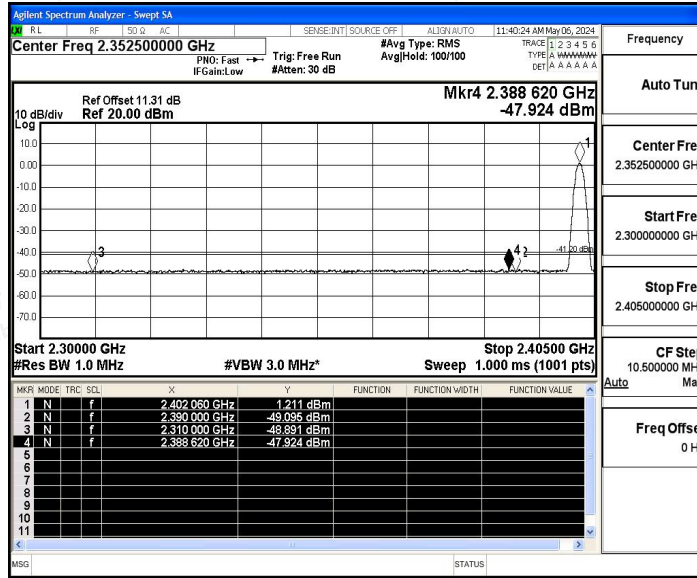 Agilent Spectrum Analyzer - Swept SA
LXI RL RF 50 Ω AC SENSE:INT SOURCE OFF ALIGN AUTO 11:40:24 AM May 06, 2024
Center Freq 2.352500000 GHz
PNO: Fast
IFGain:Low
Trig: Free Run
#Atten: 30 dB
#Avg Type: RMS
Avg|Hold: 100/100
TRACE 1 2 3 4 5 6
TYPE A WWWWW
DET A A A A A A
Ref Offset 11.31 dB
10 dB/div Ref 20.00 dBm
Log
Mkr4 2.388 620 GHz
-47.924 dBm
10.0
0.00
-10.0
-20.0
-30.0
-40.0
-50.0
-60.0
-70.0
1
3
4 2
-41.20 dBm
Start 2.30000 GHz Stop 2.40500 GHz
#Res BW 1.0 MHz #VBW 3.0 MHz* Sweep 1.000 ms (1001 pts)
MKR MODE TRC SCL X Y FUNCTION FUNCTION WIDTH FUNCTION VALUE
1 N f 2.402 060 GHz 1.211 dBm
2 N f 2.390 000 GHz -49.095 dBm
3 N f 2.310 000 GHz -48.891 dBm
4 N f 2.388 620 GHz -47.924 dBm
5
6
7
8
9
10
11
MSG STATUS
Frequency
Auto Tun
Center Fre
2.352500000 GH
Start Fre
2.300000000 GH
Stop Fre
2.405000000 GH
CF Ste
10.500000 MH
Auto Ma
Freq Offse
0 H